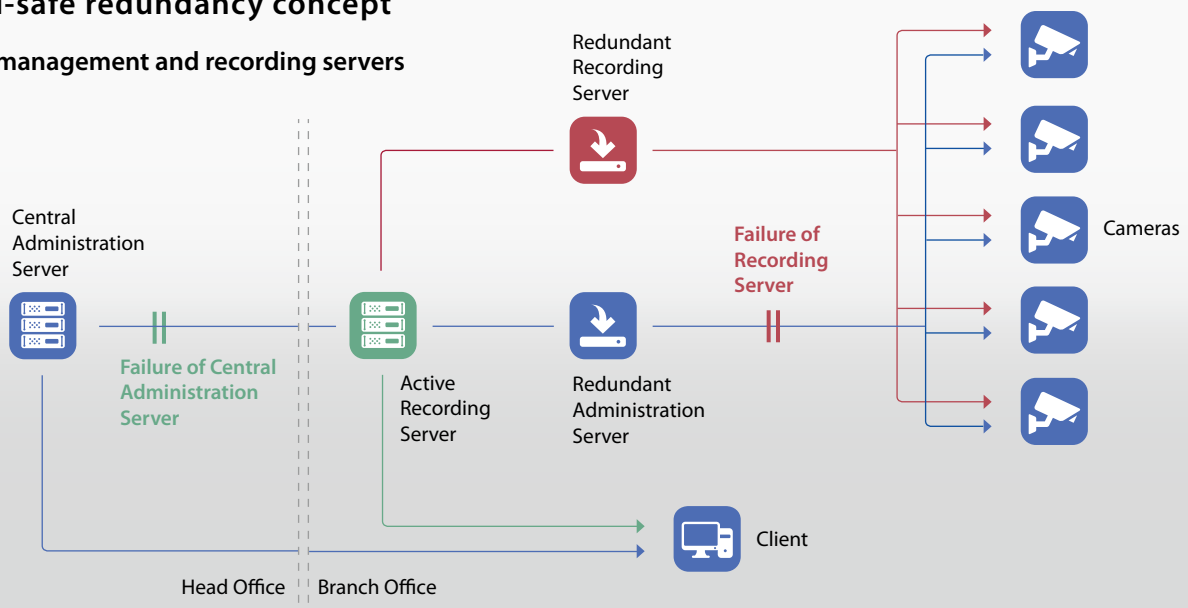 -safe redundancy concept
management and recording servers
Redundant
Recording
Server
Central
Administration
Server
Failure of
Recording
Server
Cameras
Failure of Central
Administration
Server
Active
Recording
Server
Redundant
Administration
Server
Client
Head Office
Branch Office